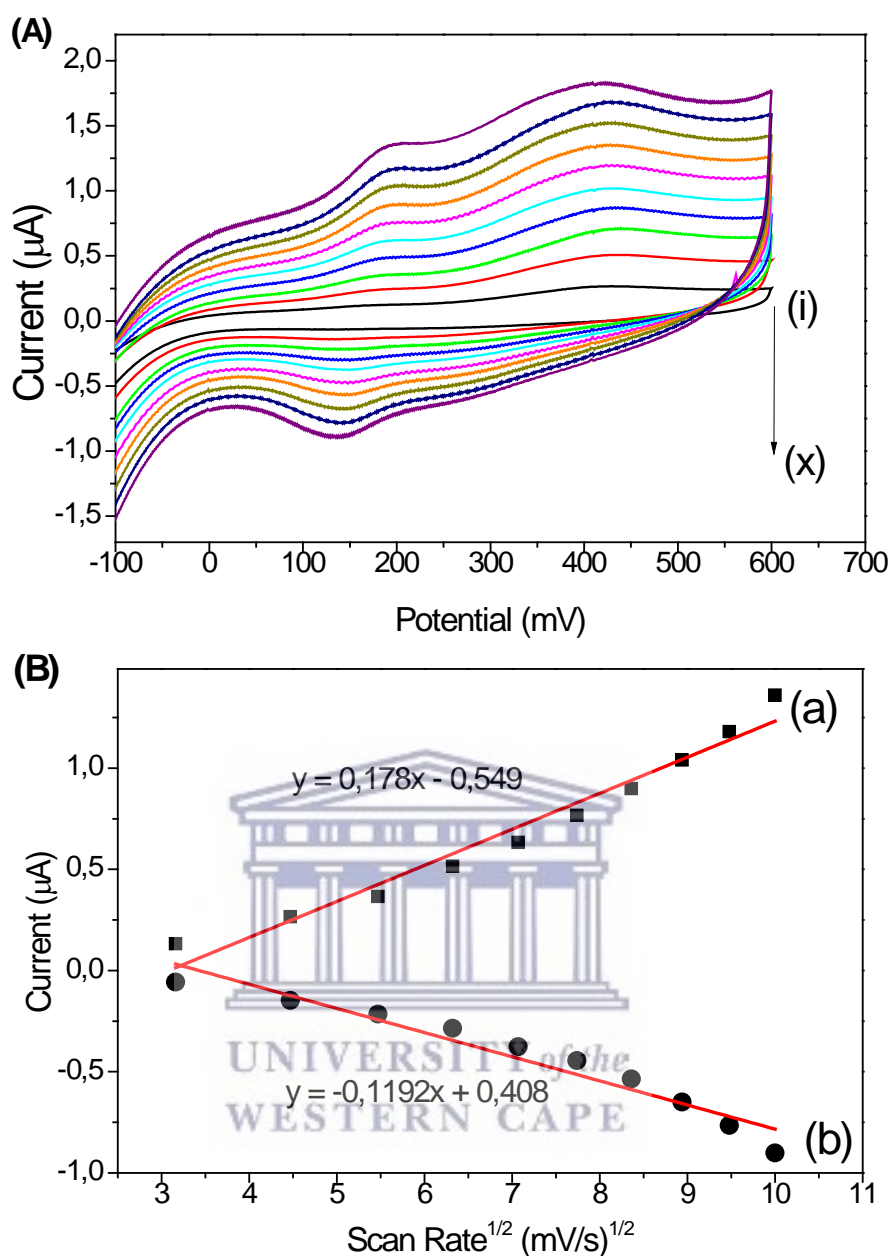 (A)
2,0
1,5
1,0
0,5
0,0
-0,5
-1,0
-1,5
Current (μA)
(i)
(x)
-100 0 100 200 300 400 500 600 700
Potential (mV)
(B)
1,0
0,5
0,0
-0,5
-1,0
Current (μA)
(a)
y = 0,178x - 0,549
UNIVERSITY of the
y = -0,1192x + 0,408
WESTERN CAPE
(b)
3 4 5 6 7 8 9 10 11
Scan Rate^1/2 (mV/s)^1/2